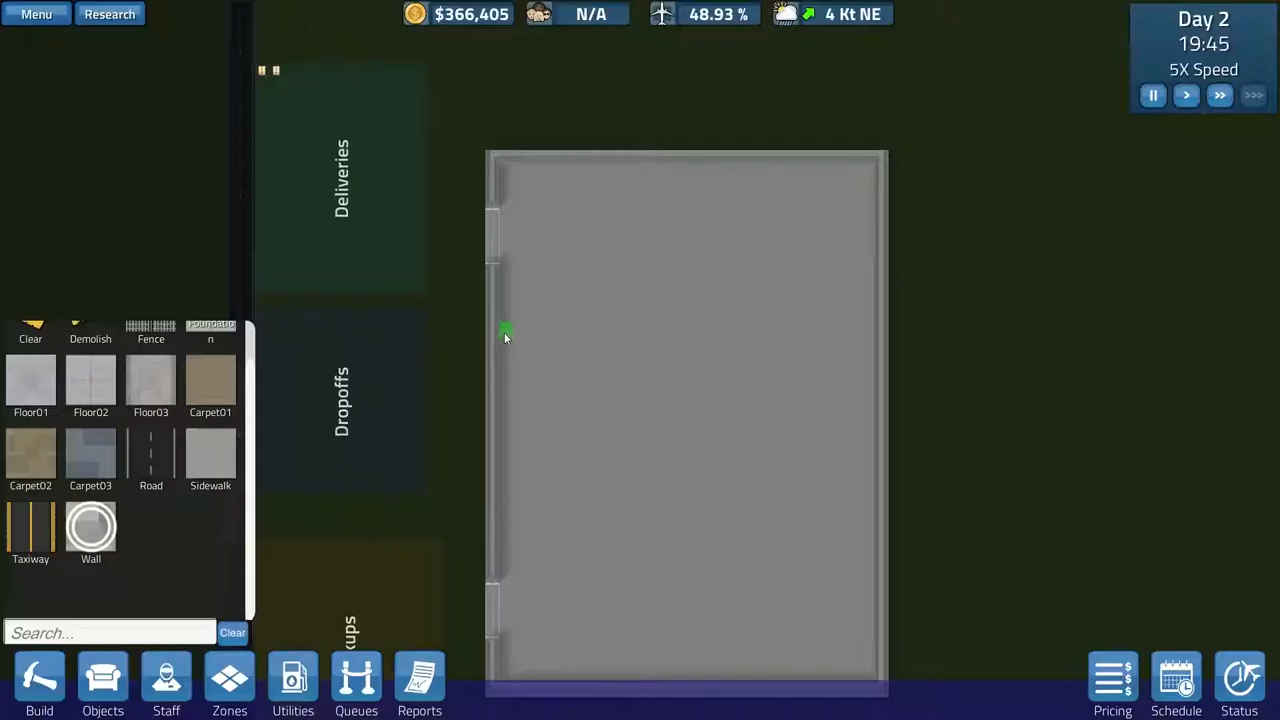 Menu
Research
$366,405
N/A
48.93 %
4 Kt NE
Day 2
19:45
5X Speed
Deliveries
Dropoffs
kups
Clear
Demolish
Fence
Foundatio
n
Floor01
Floor02
Floor03
Carpet01
Carpet02
Carpet03
Road
Sidewalk
Taxiway
Wall
Search...
Clear
Build
Objects
Staff
Zones
Utilities
Queues
Reports
Pricing
Schedule
Status